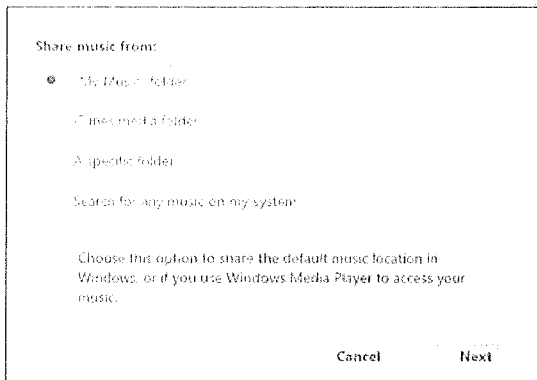 Share music from:
'My Music' folder
iTunes media folder
A specific folder
Search for any music on my system
Choose this option to share the default music location in
Windows, or if you use Windows Media Player to access your
music.
Cancel Next